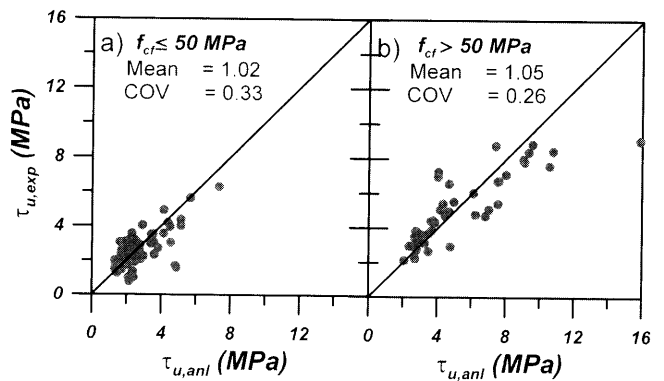 16
a) f_cf ≤ 50 MPa
Mean = 1.02
COV = 0.33
b) f_cf > 50 MPa
Mean = 1.05
COV = 0.26
12
8
4
0
τ_u,exp (MPa)
0 4 8 12 0 4 8 12 16
τ_u,anl (MPa) τ_u,anl (MPa)